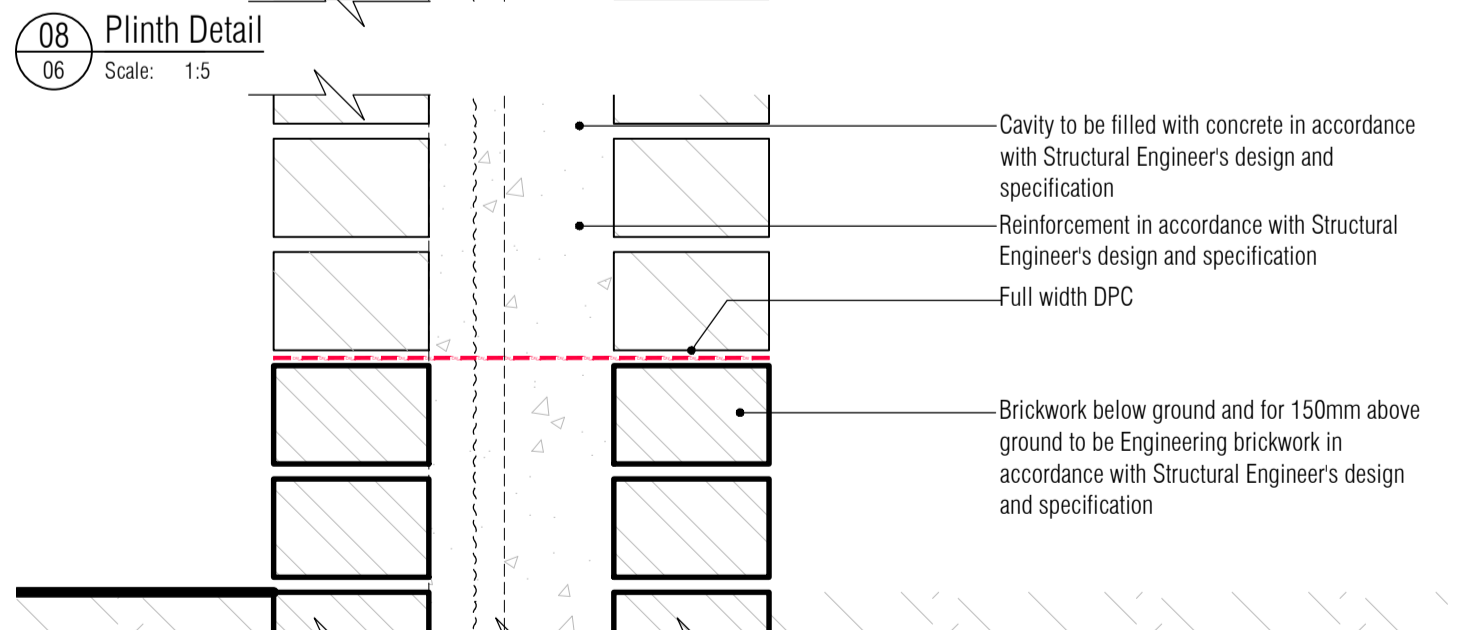 08
06
Plinth Detail
Scale: 1:5
Cavity to be filled with concrete in accordance
with Structural Engineer's design and
specification
Reinforcement in accordance with Structural
Engineer's design and specification
Full width DPC
Brickwork below ground and for 150mm above
ground to be Engineering brickwork in
accordance with Structural Engineer's design
and specification